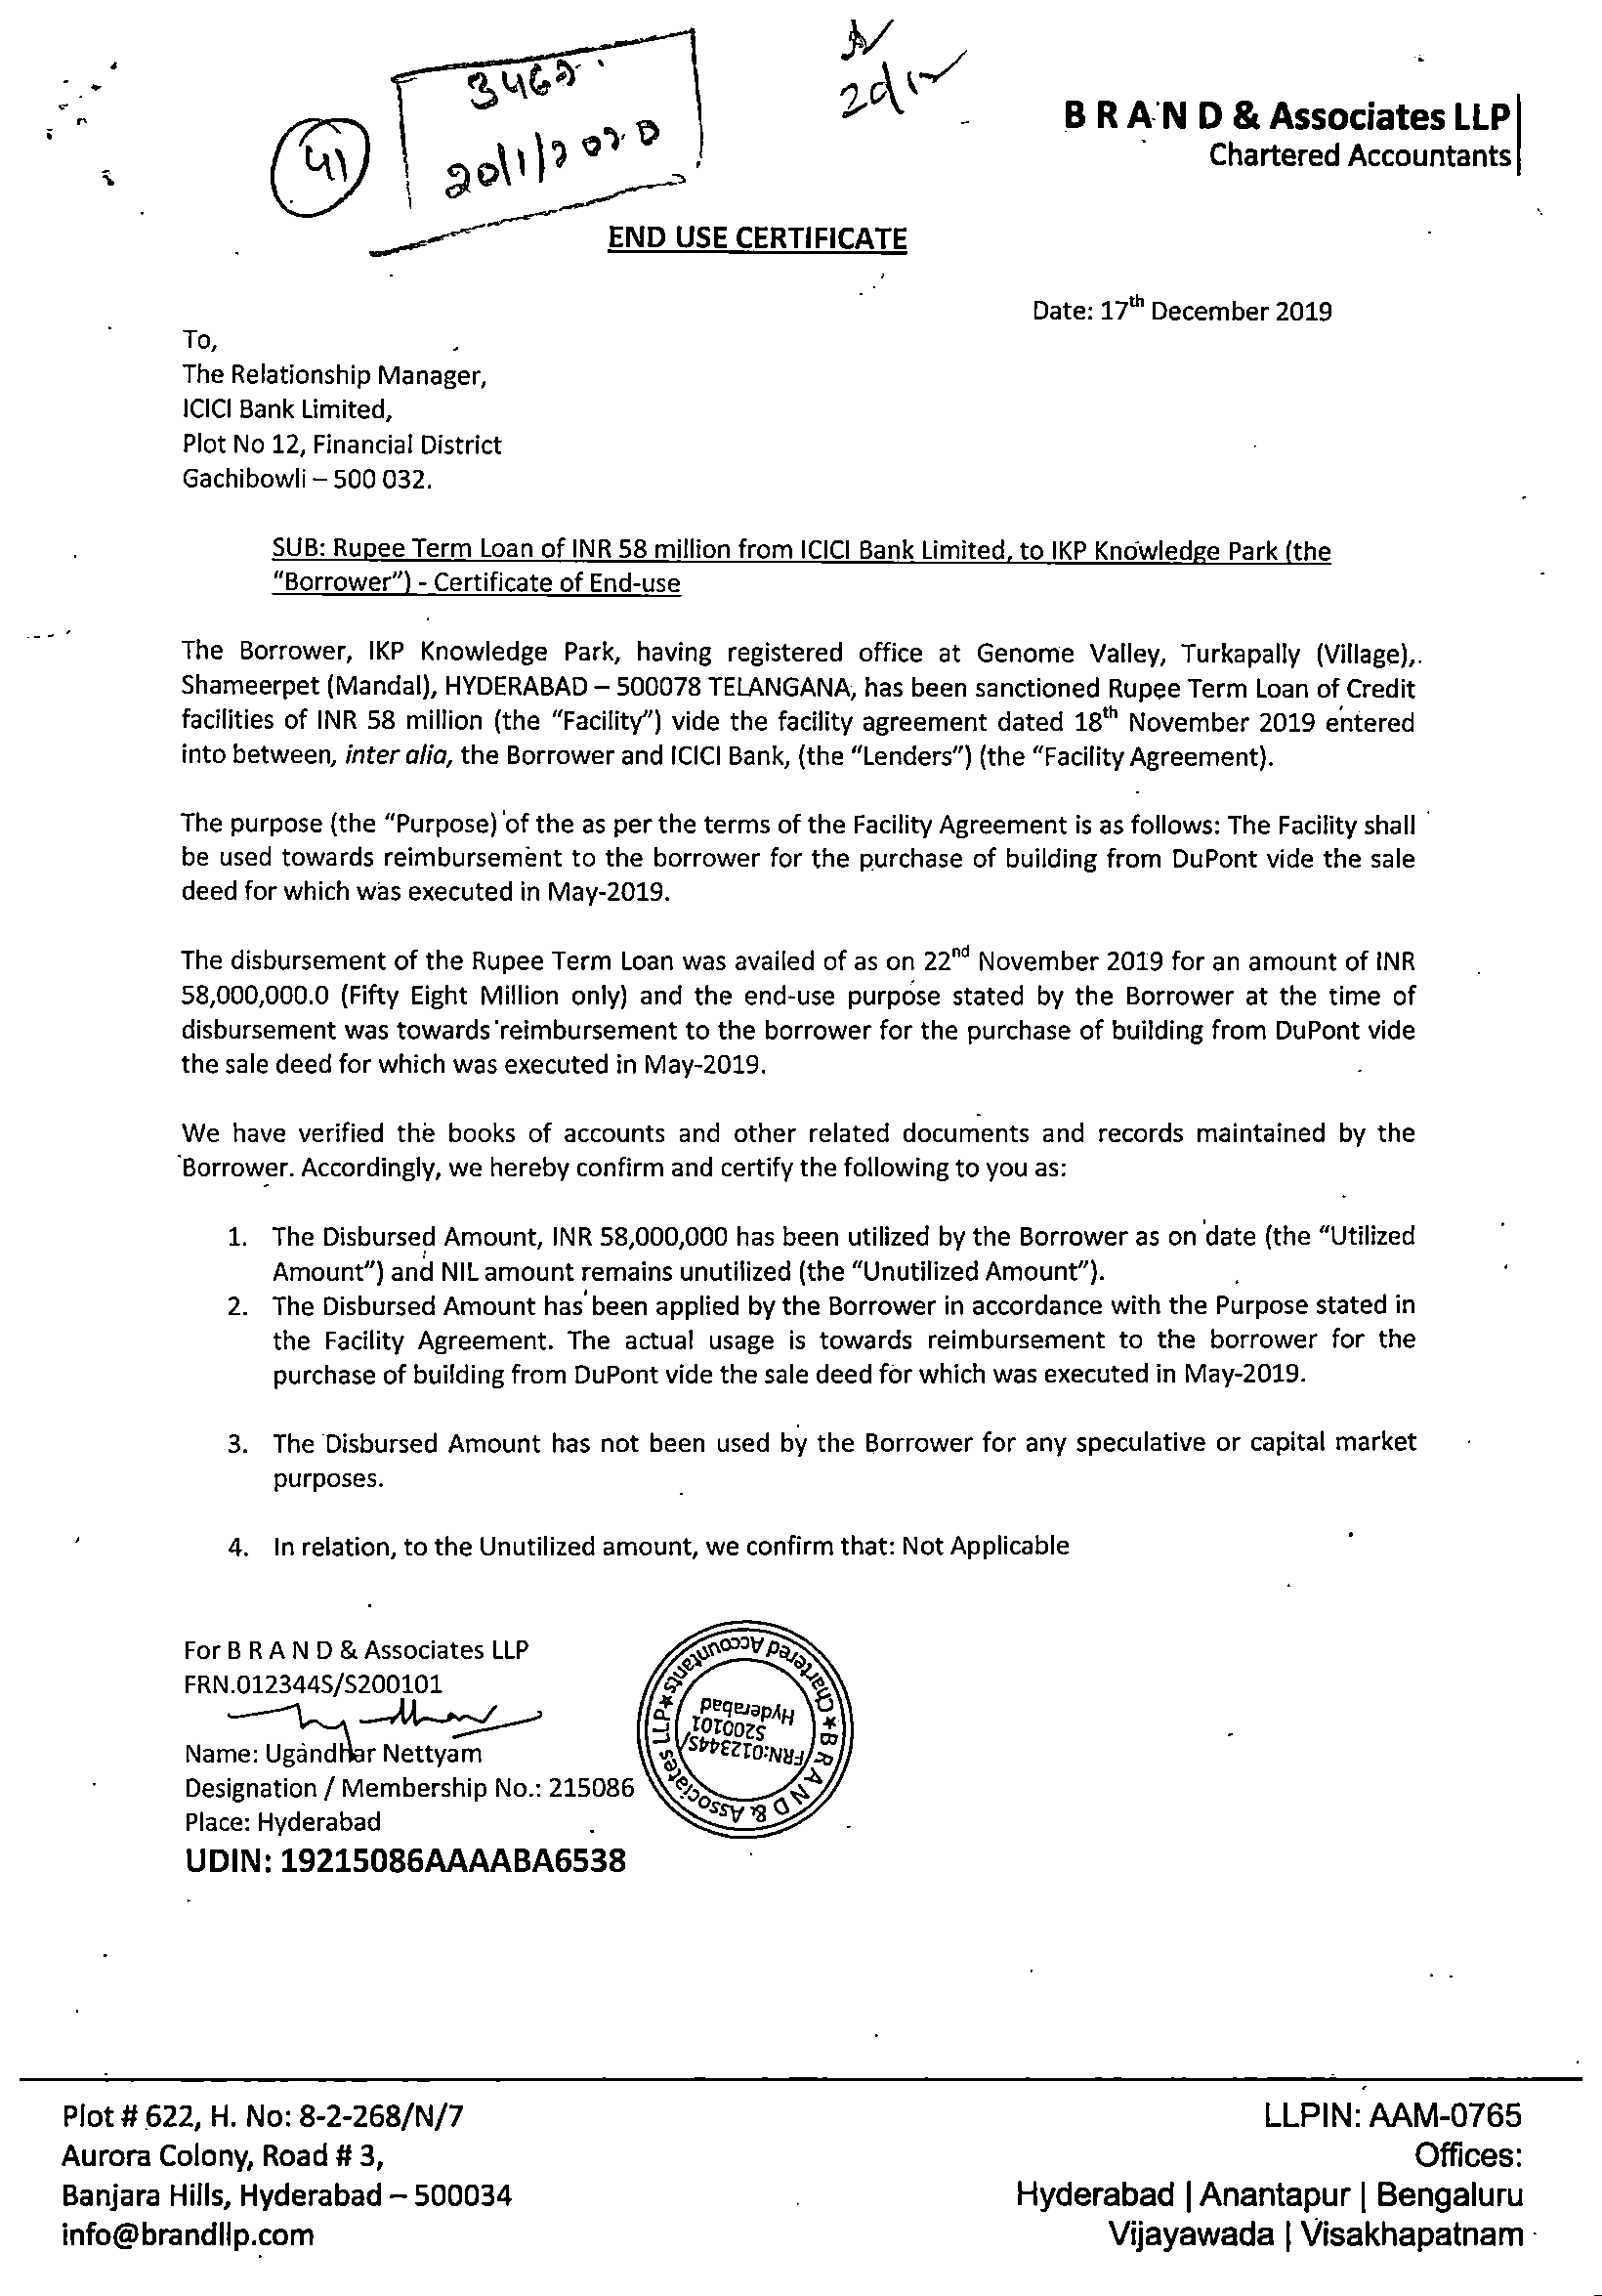 3462
20/1/2020
41
B R A N D & Associates LLP
Chartered Accountants
END USE CERTIFICATE
Date: 17th December 2019
To,
The Relationship Manager,
ICICI Bank Limited,
Plot No 12, Financial District
Gachibowli – 500 032.
SUB: Rupee Term Loan of INR 58 million from ICICI Bank Limited, to IKP Knowledge Park (the
"Borrower") - Certificate of End-use
The Borrower, IKP Knowledge Park, having registered office at Genome Valley, Turkapally (Village),
Shameerpet (Mandal), HYDERABAD – 500078 TELANGANA, has been sanctioned Rupee Term Loan of Credit
facilities of INR 58 million (the "Facility") vide the facility agreement dated 18th November 2019 entered
into between, inter alia, the Borrower and ICICI Bank, (the "Lenders") (the "Facility Agreement).
The purpose (the "Purpose) of the as per the terms of the Facility Agreement is as follows: The Facility shall
be used towards reimbursement to the borrower for the purchase of building from DuPont vide the sale
deed for which was executed in May-2019.
The disbursement of the Rupee Term Loan was availed of as on 22nd November 2019 for an amount of INR
58,000,000.0 (Fifty Eight Million only) and the end-use purpose stated by the Borrower at the time of
disbursement was towards reimbursement to the borrower for the purchase of building from DuPont vide
the sale deed for which was executed in May-2019.
We have verified the books of accounts and other related documents and records maintained by the
Borrower. Accordingly, we hereby confirm and certify the following to you as:
1. The Disbursed Amount, INR 58,000,000 has been utilized by the Borrower as on date (the "Utilized
Amount") and NIL amount remains unutilized (the "Unutilized Amount").
2. The Disbursed Amount has been applied by the Borrower in accordance with the Purpose stated in
the Facility Agreement. The actual usage is towards reimbursement to the borrower for the
purchase of building from DuPont vide the sale deed for which was executed in May-2019.
3. The Disbursed Amount has not been used by the Borrower for any speculative or capital market
purposes.
4. In relation, to the Unutilized amount, we confirm that: Not Applicable
For B R A N D & Associates LLP
FRN.012344S/S200101
Name: Ugandhar Nettyam
Designation / Membership No.: 215086
Place: Hyderabad
UDIN: 19215086AAAABA6538
★ B R A N D & Associates LLP ★ Chartered Accountants
FRN:012344S/
S200101
Hyderabad
Plot # 622, H. No: 8-2-268/N/7
Aurora Colony, Road # 3,
Banjara Hills, Hyderabad – 500034
info@brandllp.com
LLPIN: AAM-0765
Offices:
Hyderabad | Anantapur | Bengaluru
Vijayawada | Visakhapatnam